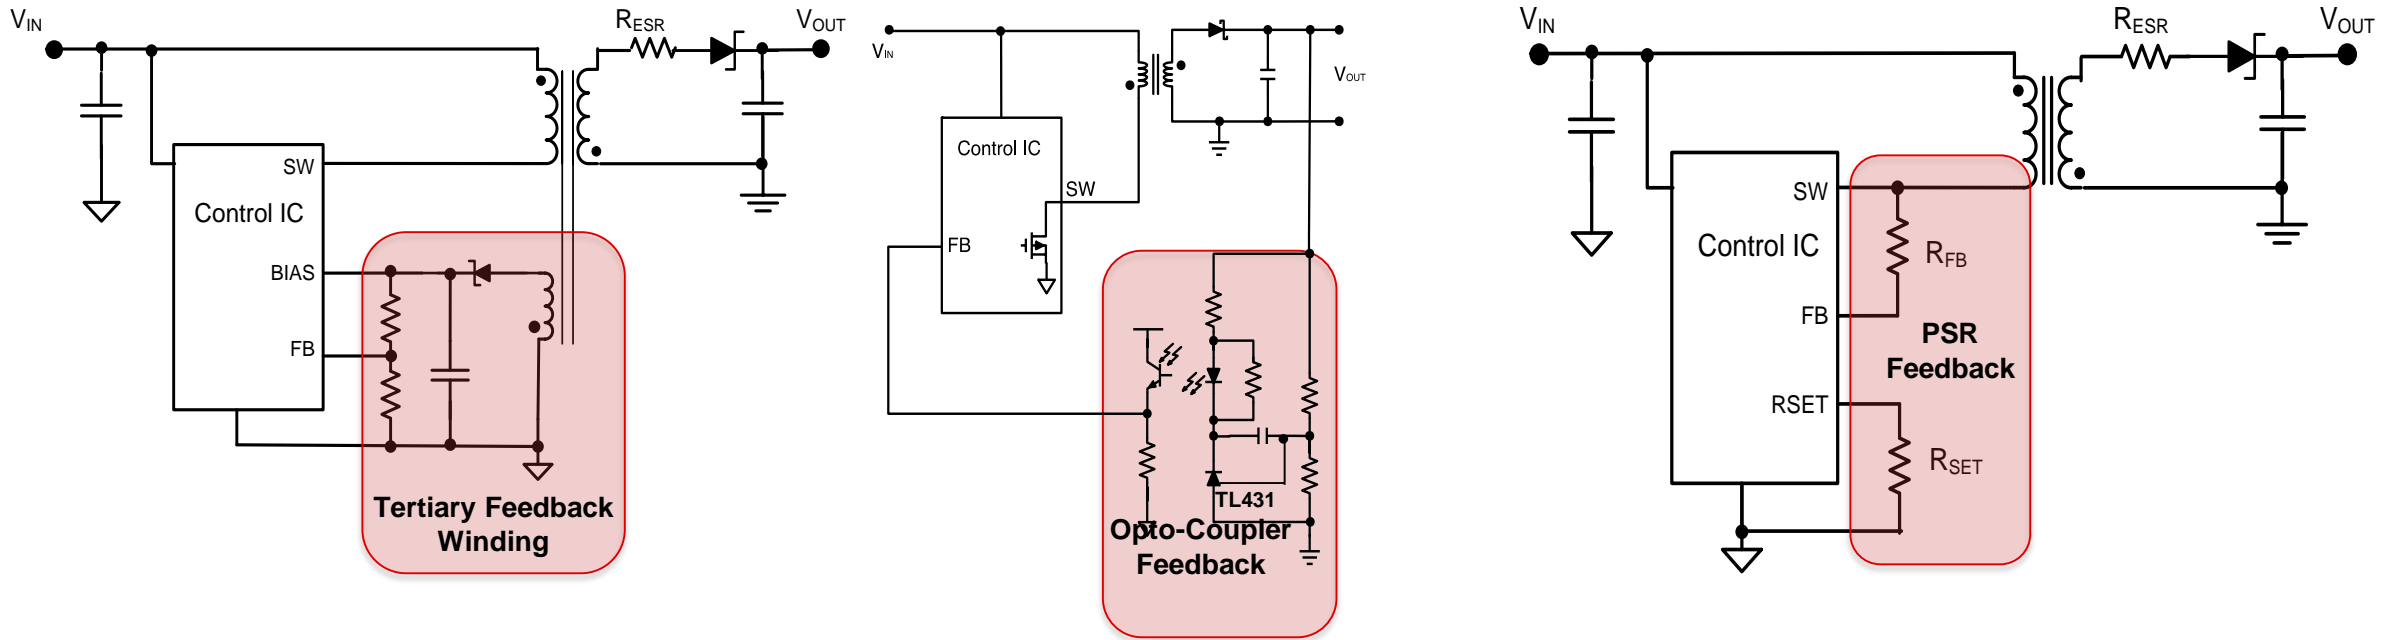 VIN
RESR
VOUT
SW
Control IC
BIAS
FB
Tertiary Feedback
Winding
VIN
VOUT
Control IC
SW
FB
TL431
Opto-Coupler
Feedback
VIN
RESR
VOUT
SW
Control IC
RFB
FB
PSR
Feedback
RSET
RSET